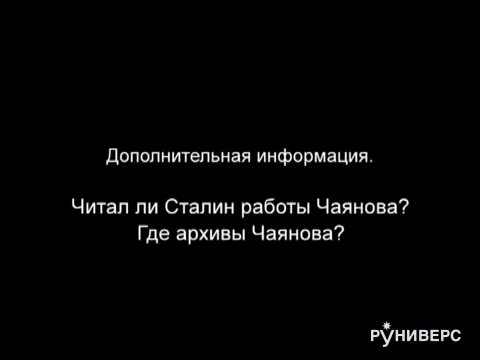 Дополнительная информация.
Читал ли Сталин работы Чаянова?
Где архивы Чаянова?
РУНИВЕРС